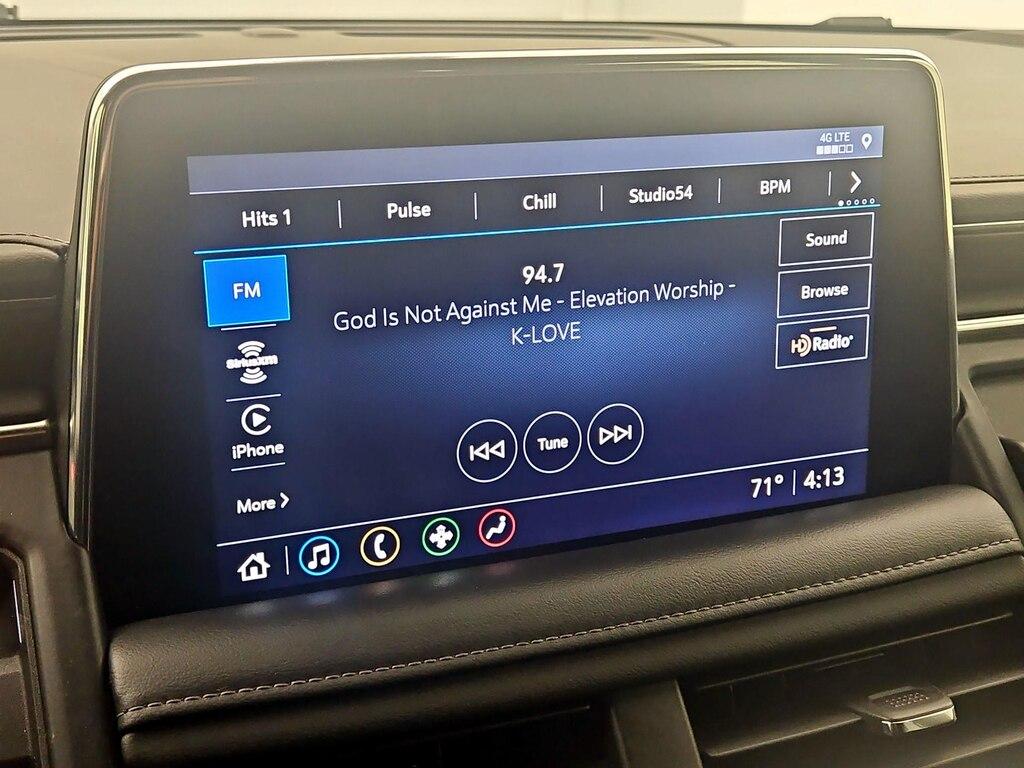 4G LTE
Hits 1
Pulse
Chill
Studio54
BPM
FM
94.7
God Is Not Against Me - Elevation Worship -
K-LOVE
Sound
Browse
HD Radio
SiriusXM
iPhone
Tune
More
71° | 4:13